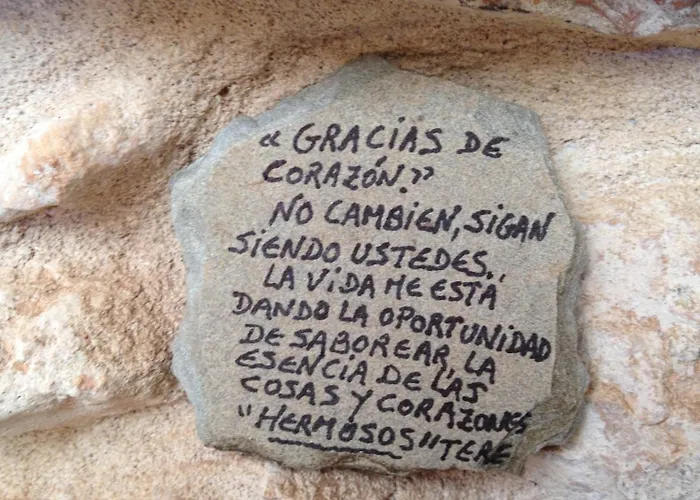 “GRACIAS DE
CORAZÓN.”
NO CAMBIEN, SIGAN
SIENDO USTEDES.,
LA VIDA ME ESTÁ
DANDO LA OPORTUNIDAD
DE SABOREAR, LA
ESENCIA DE LAS
COSAS Y CORAZONES
“HERMOSOS” TERE